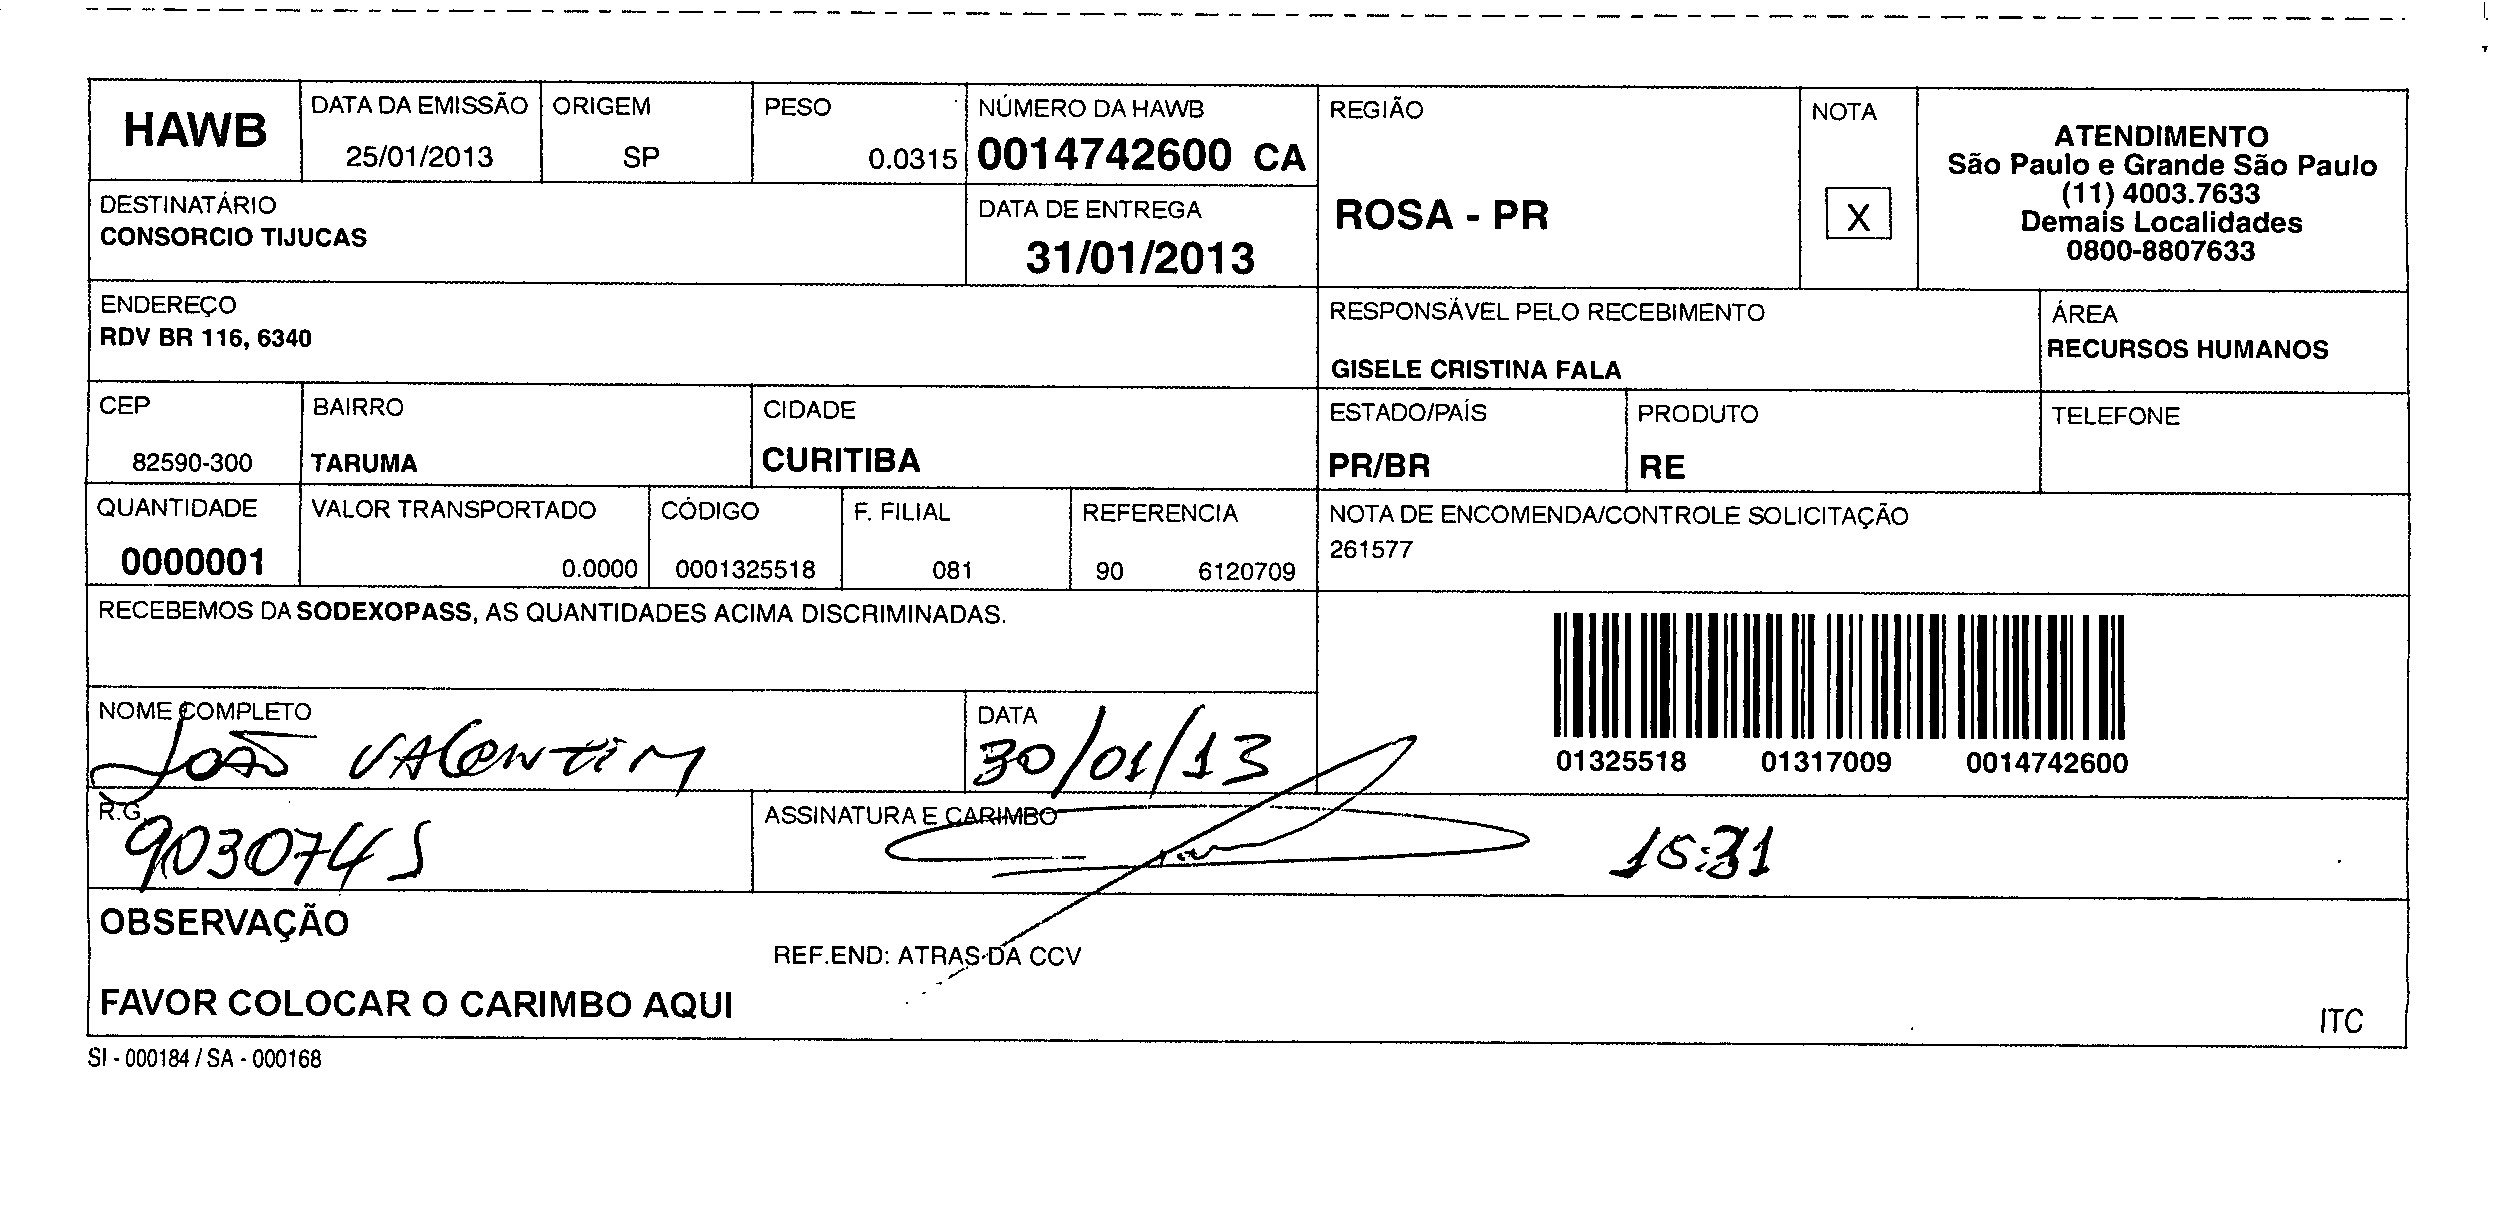 HAWB
DATA DA EMISSÃO
25/01/2013
ORIGEM
SP
PESO
0.0315
NÚMERO DA HAWB
0014742600 CA
REGIÃO
ROSA - PR
NOTA
X
ATENDIMENTO
São Paulo e Grande São Paulo
(11) 4003.7633
Demais Localidades
0800-8807633
DESTINATÁRIO
CONSORCIO TIJUCAS
DATA DE ENTREGA
31/01/2013
ENDEREÇO
RDV BR 116, 6340
RESPONSÁVEL PELO RECEBIMENTO
GISELE CRISTINA FALA
ÁREA
RECURSOS HUMANOS
CEP
82590-300
BAIRRO
TARUMA
CIDADE
CURITIBA
ESTADO/PAÍS
PR/BR
PRODUTO
RE
TELEFONE
QUANTIDADE
0000001
VALOR TRANSPORTADO
0.0000
CÓDIGO
0001325518
F. FILIAL
081
REFERENCIA
90 6120709
NOTA DE ENCOMENDA/CONTROLE SOLICITAÇÃO
261577
RECEBEMOS DA SODEXOPASS, AS QUANTIDADES ACIMA DISCRIMINADAS.
01325518 01317009 0014742600
NOME COMPLETO
João Valentim
DATA
30/01/13
R.G.
9030745
ASSINATURA E CARIMBO
15:31
OBSERVAÇÃO
REF.END: ATRAS DA CCV
FAVOR COLOCAR O CARIMBO AQUI
ITC
SI - 000184 / SA - 000168